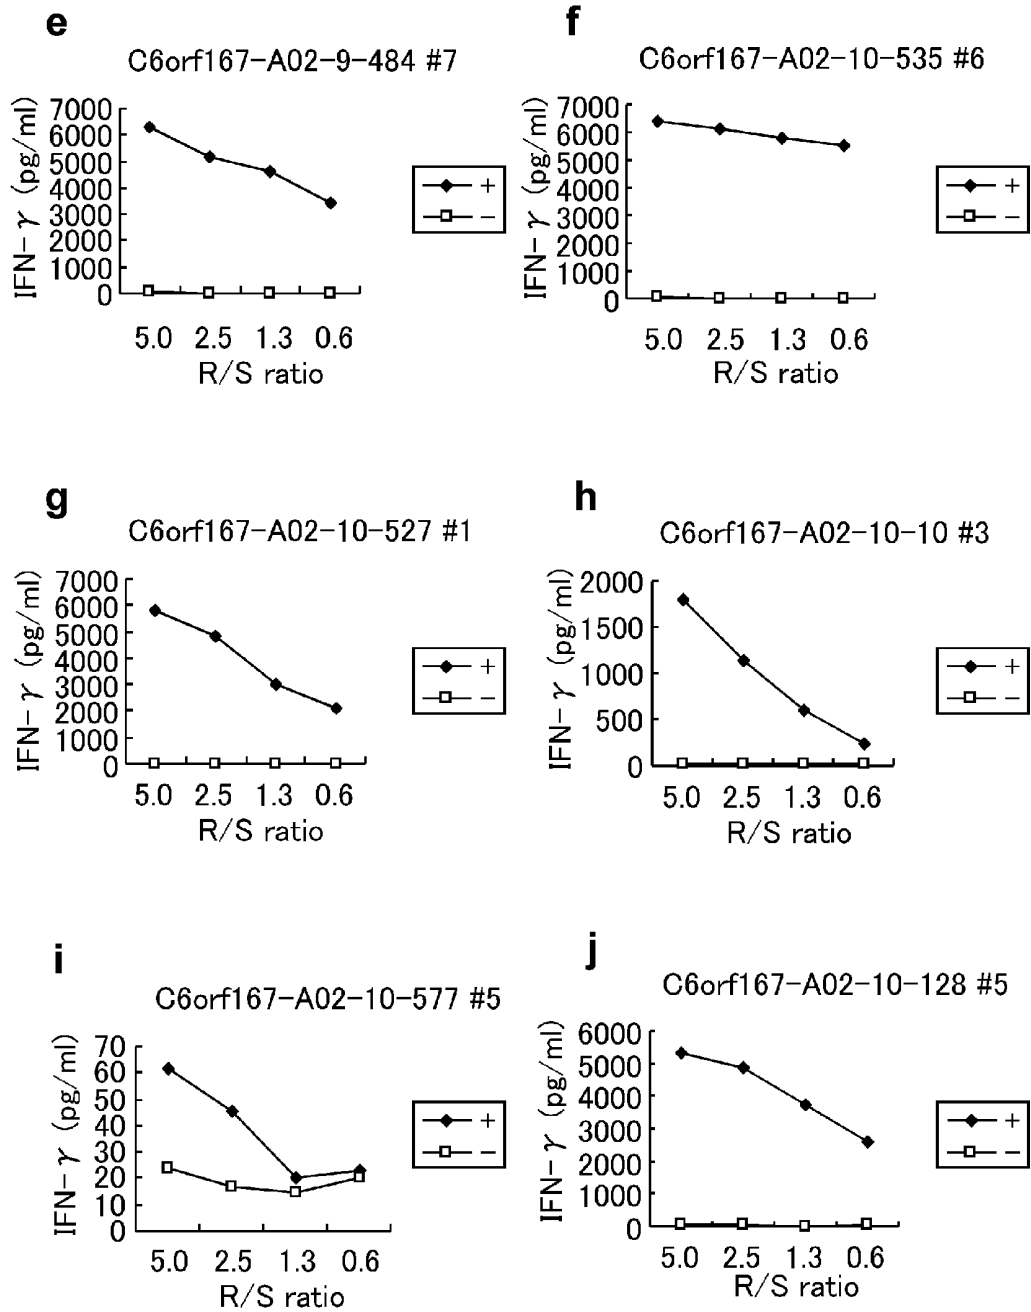 e
C6orf167-A02-9-484 #7
IFN-γ (pg/ml)
7000
6000
5000
4000
3000
2000
1000
0
5.0 2.5 1.3 0.6
R/S ratio
+
−
f
C6orf167-A02-10-535 #6
IFN-γ (pg/ml)
7000
6000
5000
4000
3000
2000
1000
0
5.0 2.5 1.3 0.6
R/S ratio
+
−
g
C6orf167-A02-10-527 #1
IFN-γ (pg/ml)
7000
6000
5000
4000
3000
2000
1000
0
5.0 2.5 1.3 0.6
R/S ratio
+
−
h
C6orf167-A02-10-10 #3
IFN-γ (pg/ml)
2000
1500
1000
500
0
5.0 2.5 1.3 0.6
R/S ratio
+
−
i
C6orf167-A02-10-577 #5
IFN-γ (pg/ml)
70
60
50
40
30
20
10
0
5.0 2.5 1.3 0.6
R/S ratio
+
−
j
C6orf167-A02-10-128 #5
IFN-γ (pg/ml)
6000
5000
4000
3000
2000
1000
0
5.0 2.5 1.3 0.6
R/S ratio
+
−